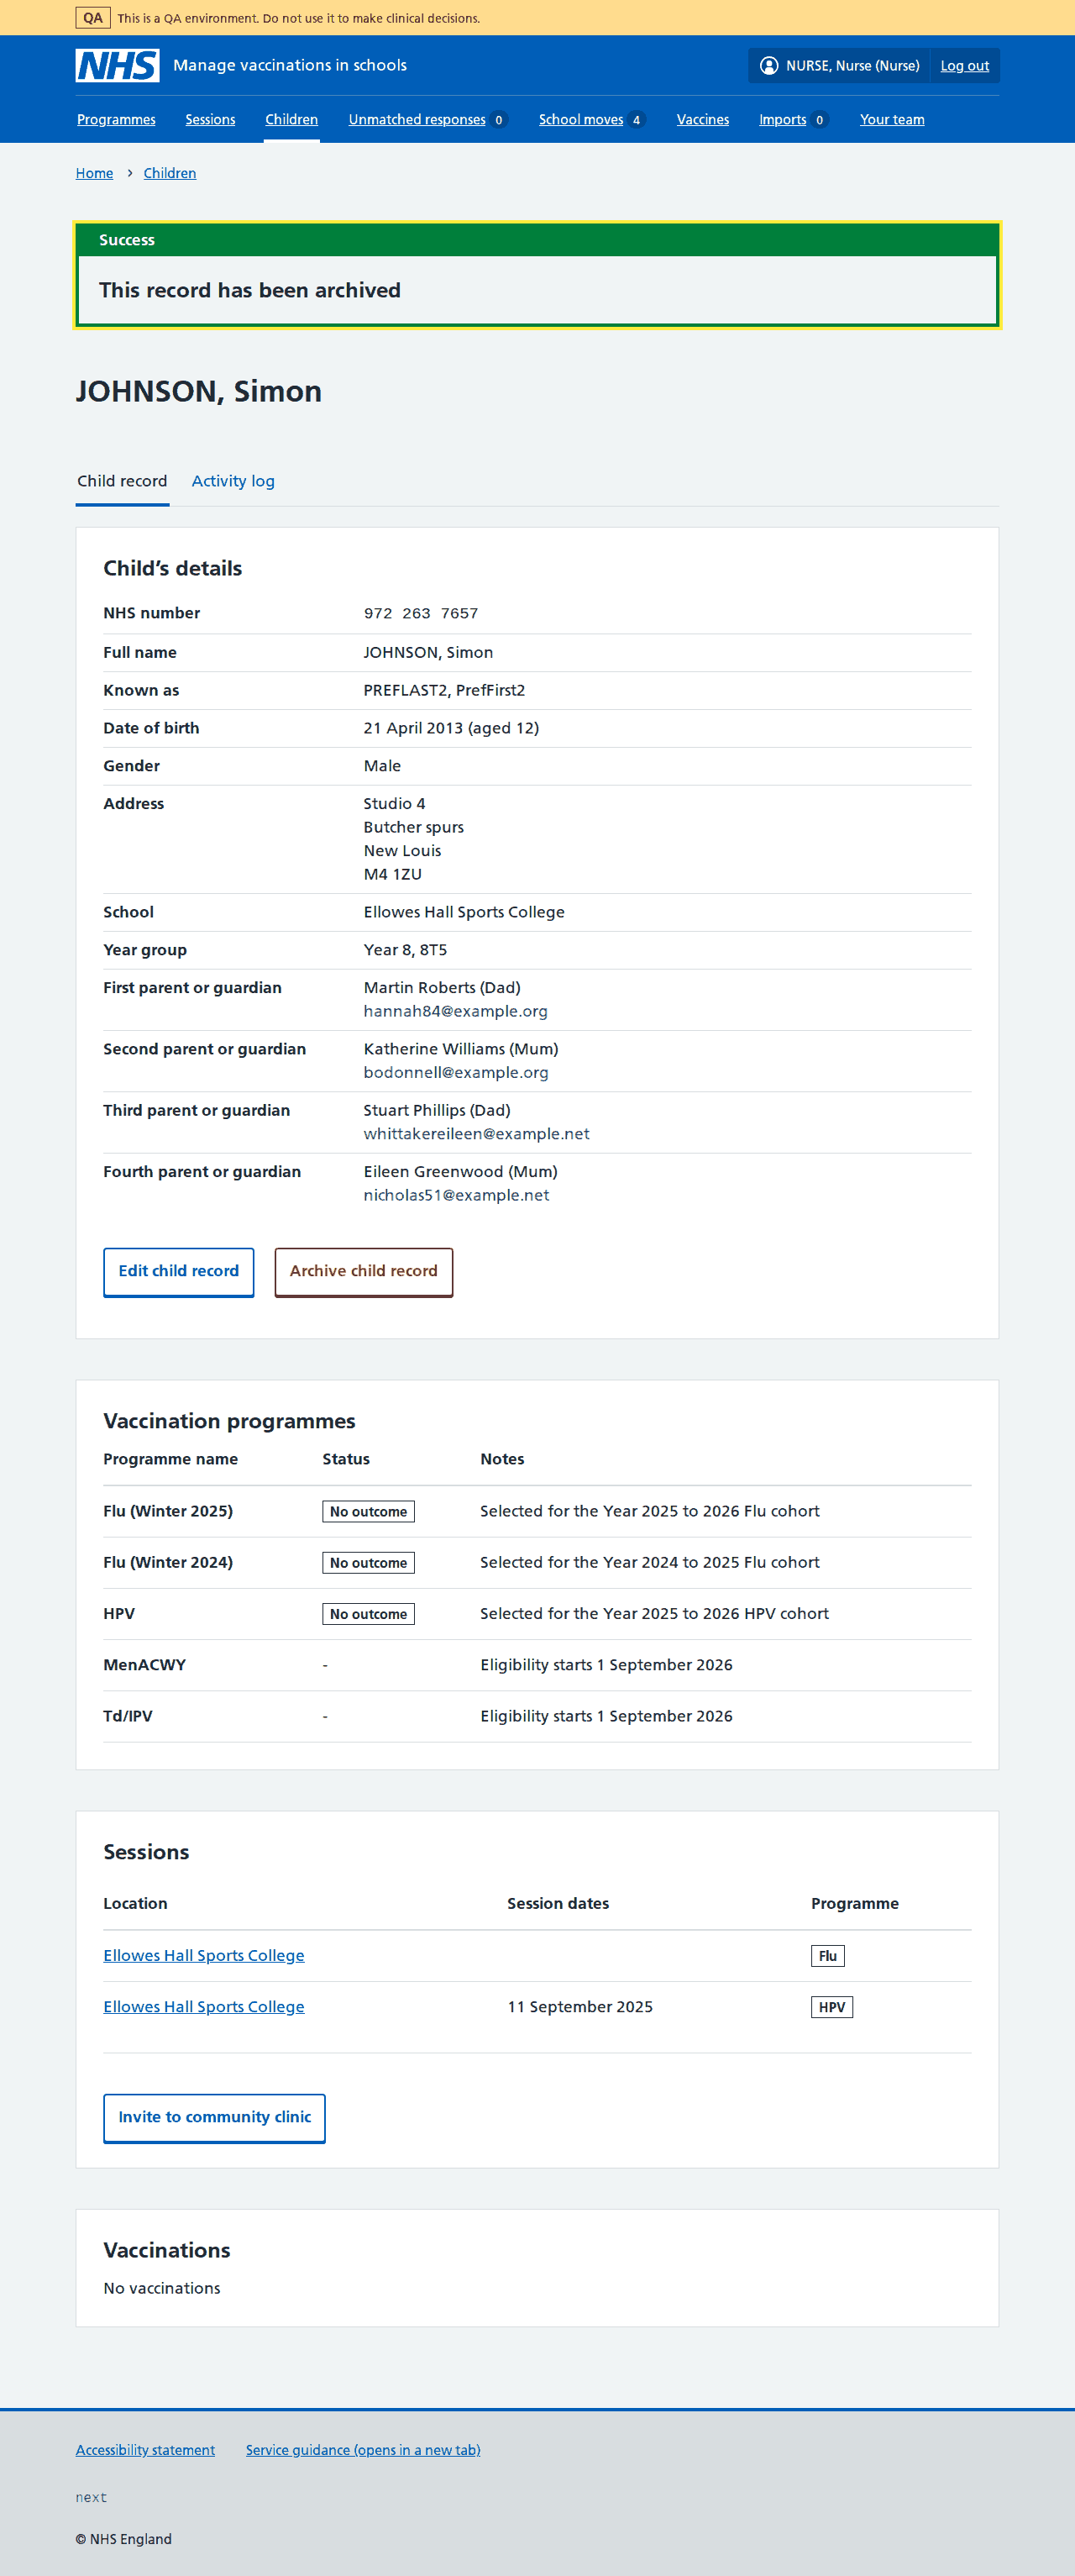 QA This is a QA environment. Do not use it to make clinical decisions.
NHS Manage vaccinations in schools NURSE, Nurse (Nurse) Log out
Programmes Sessions Children Unmatched responses 0 School moves 4 Vaccines Imports 0 Your team
Home › Children
Success
This record has been archived
JOHNSON, Simon
Child record Activity log
Child’s details
NHS number 972 263 7657
Full name JOHNSON, Simon
Known as PREFLAST2, PrefFirst2
Date of birth 21 April 2013 (aged 12)
Gender Male
Address Studio 4
Butcher spurs
New Louis
M4 1ZU
School Ellowes Hall Sports College
Year group Year 8, 8T5
First parent or guardian Martin Roberts (Dad)
hannah84@example.org
Second parent or guardian Katherine Williams (Mum)
bodonnell@example.org
Third parent or guardian Stuart Phillips (Dad)
whittakereileen@example.net
Fourth parent or guardian Eileen Greenwood (Mum)
nicholas51@example.net
Edit child record Archive child record
Vaccination programmes
Programme name Status Notes
Flu (Winter 2025) No outcome Selected for the Year 2025 to 2026 Flu cohort
Flu (Winter 2024) No outcome Selected for the Year 2024 to 2025 Flu cohort
HPV No outcome Selected for the Year 2025 to 2026 HPV cohort
MenACWY - Eligibility starts 1 September 2026
Td/IPV - Eligibility starts 1 September 2026
Sessions
Location Session dates Programme
Ellowes Hall Sports College Flu
Ellowes Hall Sports College 11 September 2025 HPV
Invite to community clinic
Vaccinations
No vaccinations
Accessibility statement Service guidance (opens in a new tab)
next
© NHS England